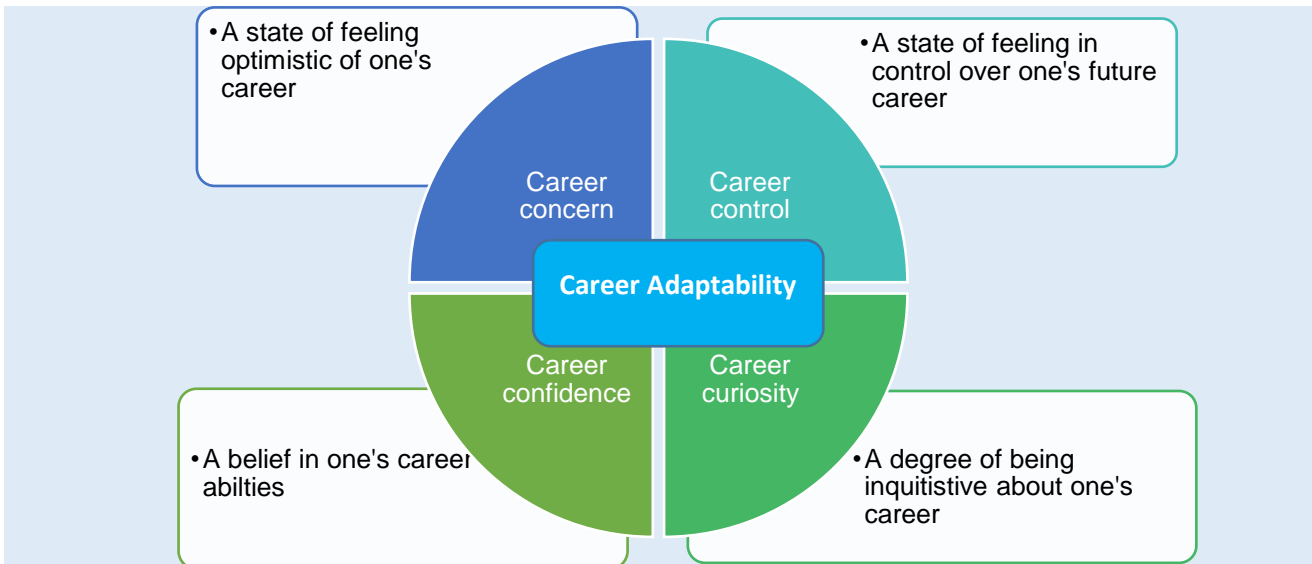 •A state of feeling
optimistic of one's
career
•A state of feeling in
control over one's future
career
Career
concern
Career
control
Career Adaptability
Career
confidence
Career
curiosity
•A belief in one's career
abilties
•A degree of being
inquitistive about one's
career